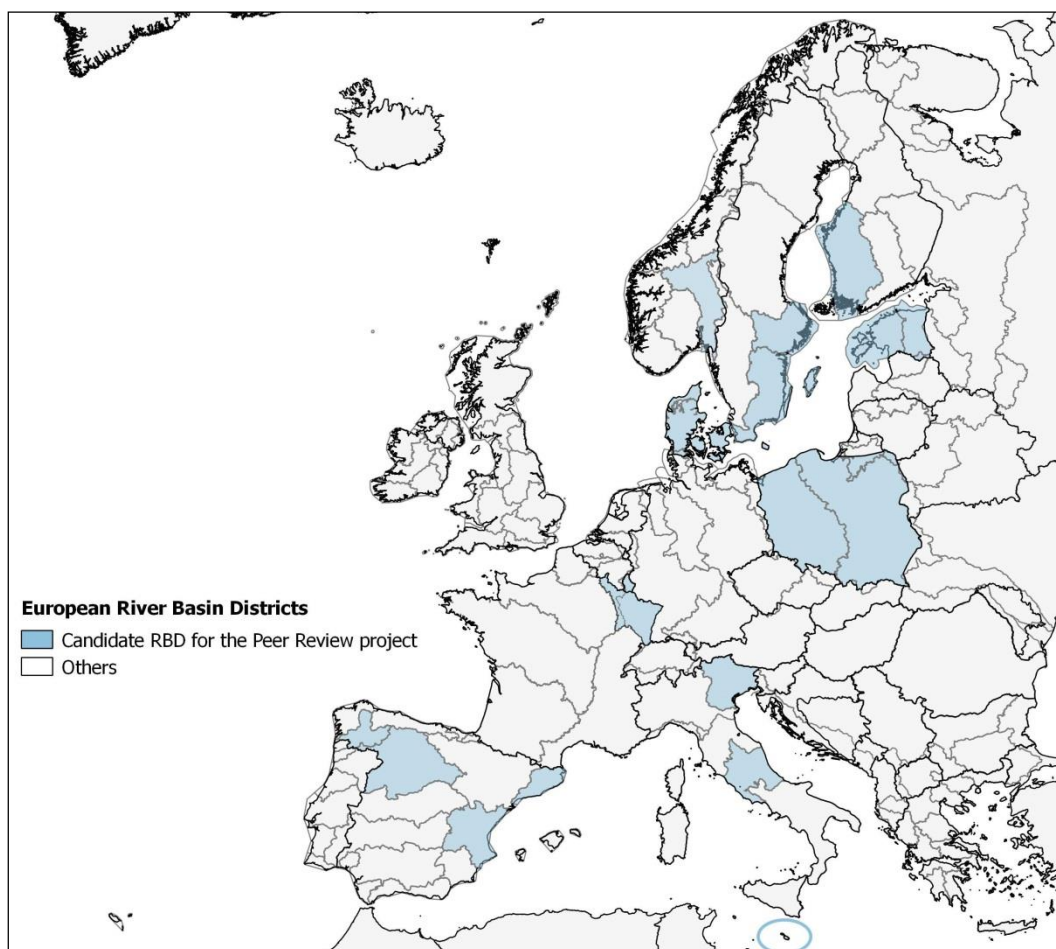 European River Basin Districts
Candidate RBD for the Peer Review project
Others